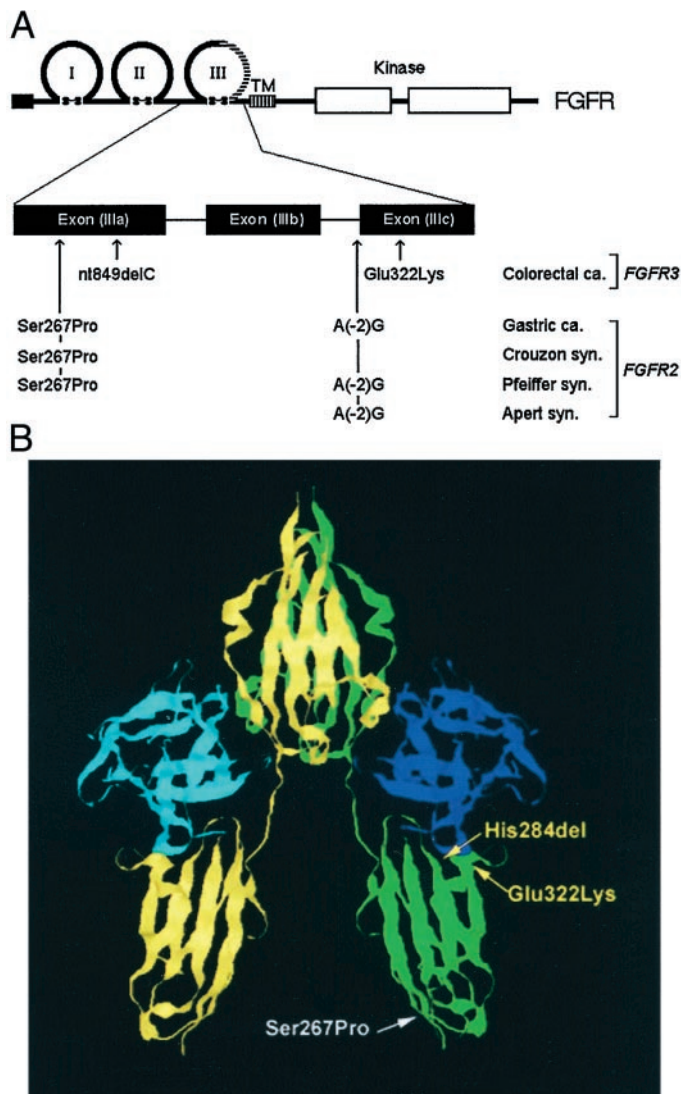 A
I II III TM Kinase FGFR
Exon (IIIa) Exon (IIIb) Exon (IIIc)
nt849delC Glu322Lys Colorectal ca. FGFR3
Ser267Pro A(-2)G Gastric ca.
Ser267Pro Crouzon syn.
FGFR2
Ser267Pro A(-2)G Pfeiffer syn.
A(-2)G Apert syn.
B
His284del
Glu322Lys
Ser267Pro